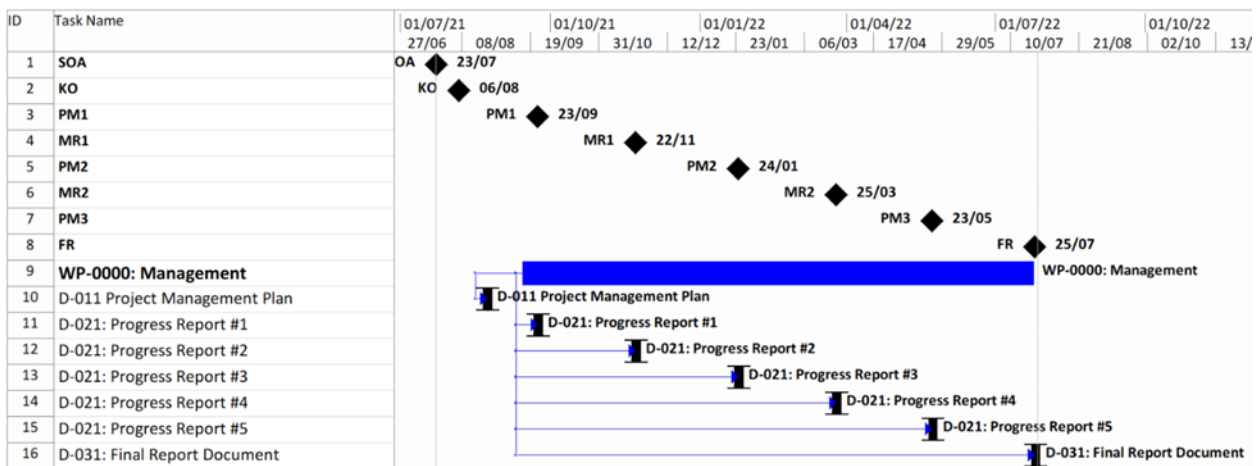 ID Task Name 01/07/21 01/10/21 01/01/22 01/04/22 01/07/22 01/10/22
27/06 08/08 19/09 31/10 12/12 23/01 06/03 17/04 29/05 10/07 21/08 02/10 13/
1 SOA OA 23/07
2 KO KO 06/08
3 PM1 PM1 23/09
4 MR1 MR1 22/11
5 PM2 PM2 24/01
6 MR2 MR2 25/03
7 PM3 PM3 23/05
8 FR FR 25/07
9 WP-0000: Management WP-0000: Management
10 D-011 Project Management Plan D-011 Project Management Plan
11 D-021: Progress Report #1 D-021: Progress Report #1
12 D-021: Progress Report #2 D-021: Progress Report #2
13 D-021: Progress Report #3 D-021: Progress Report #3
14 D-021: Progress Report #4 D-021: Progress Report #4
15 D-021: Progress Report #5 D-021: Progress Report #5
16 D-031: Final Report Document D-031: Final Report Document